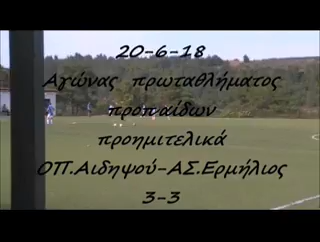 20-6-18
Αγώνας πρωταθλήματος
προπαίδων
προημιτελικά
ΟΠ.Αιδηψού-ΑΣ.Ερμήλιος
3-3